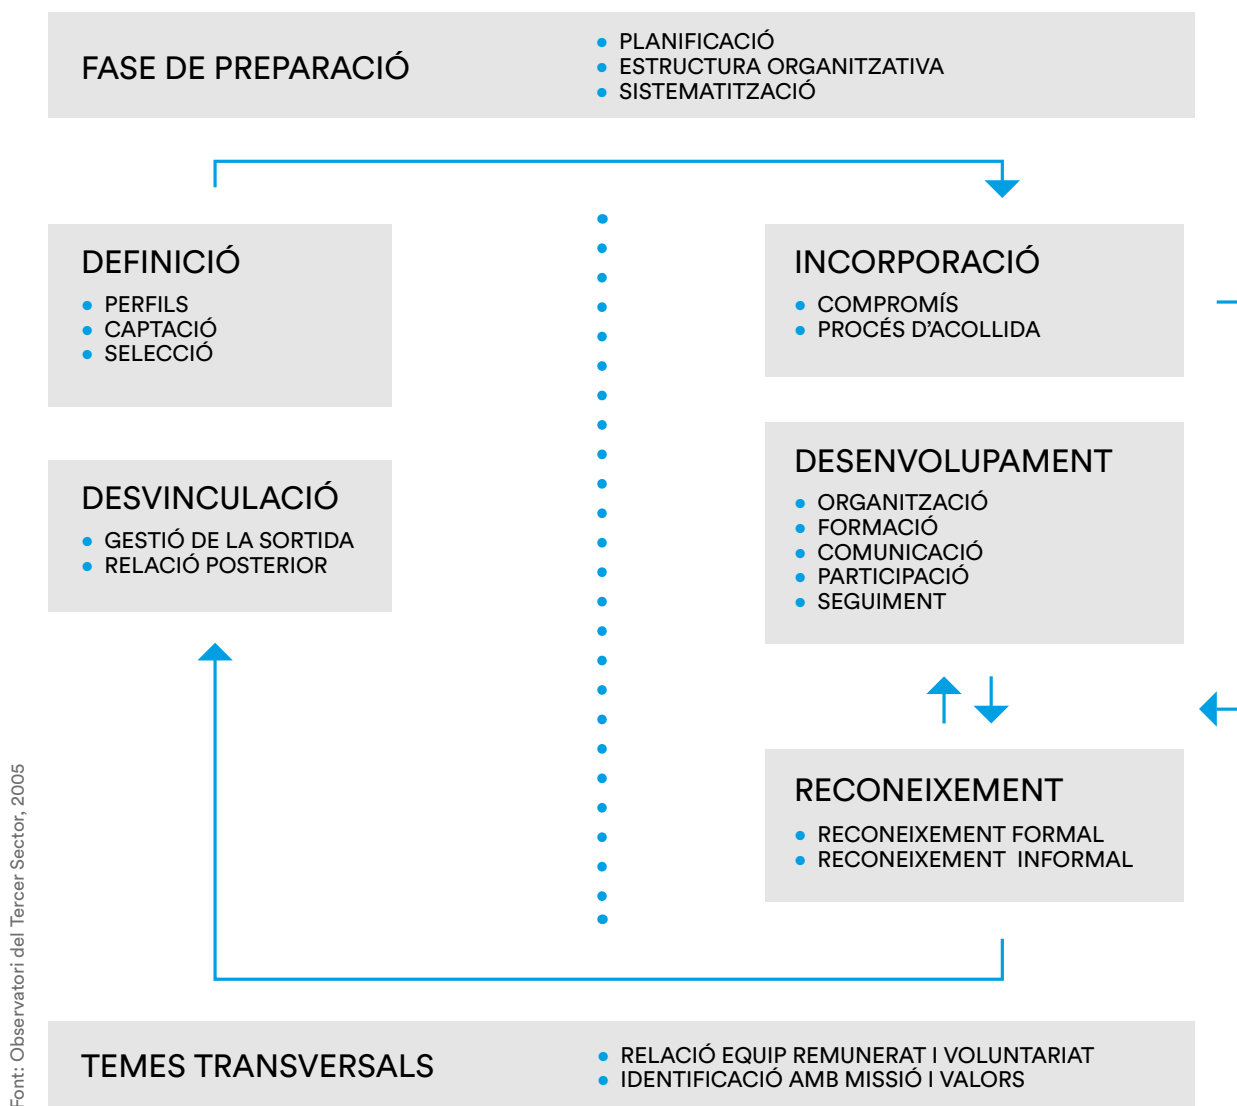 FASE DE PREPARACIÓ
PLANIFICACIÓ
ESTRUCTURA ORGANITZATIVA
SISTEMATITZACIÓ
DEFINICIÓ
PERFILS
CAPTACIÓ
SELECCIÓ
INCORPORACIÓ
COMPROMÍS
PROCÉS D'ACOLLIDA
DESVINCULACIÓ
GESTIÓ DE LA SORTIDA
RELACIÓ POSTERIOR
DESENVOLUPAMENT
ORGANITZACIÓ
FORMACIÓ
COMUNICACIÓ
PARTICIPACIÓ
SEGUIMENT
RECONEIXEMENT
RECONEIXEMENT FORMAL
RECONEIXEMENT INFORMAL
TEMES TRANSVERSALS
RELACIÓ EQUIP REMUNERAT I VOLUNTARIAT
IDENTIFICACIÓ AMB MISSIÓ I VALORS
Font: Observatori del Tercer Sector, 2005